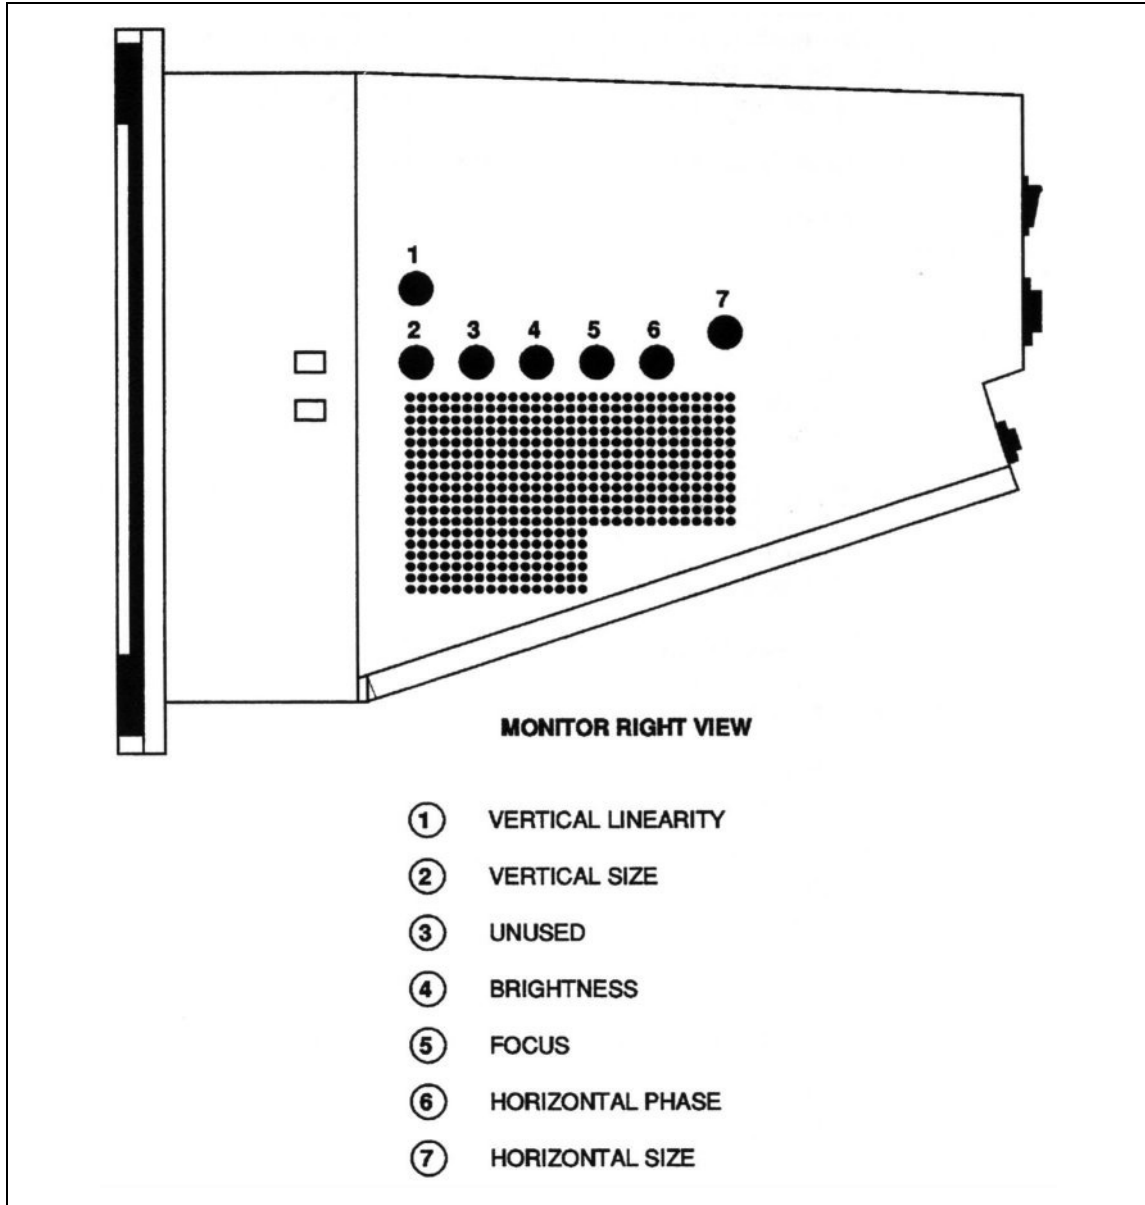 1
7
2 3 4 5 6
MONITOR RIGHT VIEW
1 VERTICAL LINEARITY
2 VERTICAL SIZE
3 UNUSED
4 BRIGHTNESS
5 FOCUS
6 HORIZONTAL PHASE
7 HORIZONTAL SIZE